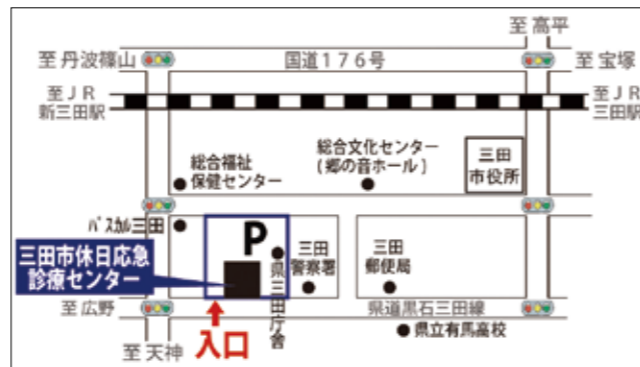 至 高平
至 丹波篠山
国道１７６号
至 宝塚
至ＪＲ
新三田駅
至ＪＲ
三田駅
総合福祉
保健センター
総合文化センター
(郷の音ホール)
三田
市役所
パスカル三田
P
三田市休日応急
診療センター
県三田庁舎
三田
警察署
三田
郵便局
至 広野
県道黒石三田線
入口
県立有馬高校
至 天神